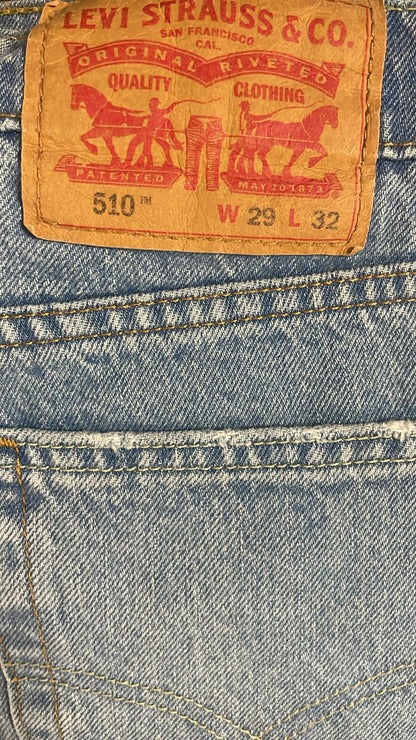 LEVI STRAUSS & CO.
SAN FRANCISCO
CAL.
ORIGINAL RIVETED
QUALITY CLOTHING
PATENTED MAY 20 1873
510™ W 29 L 32